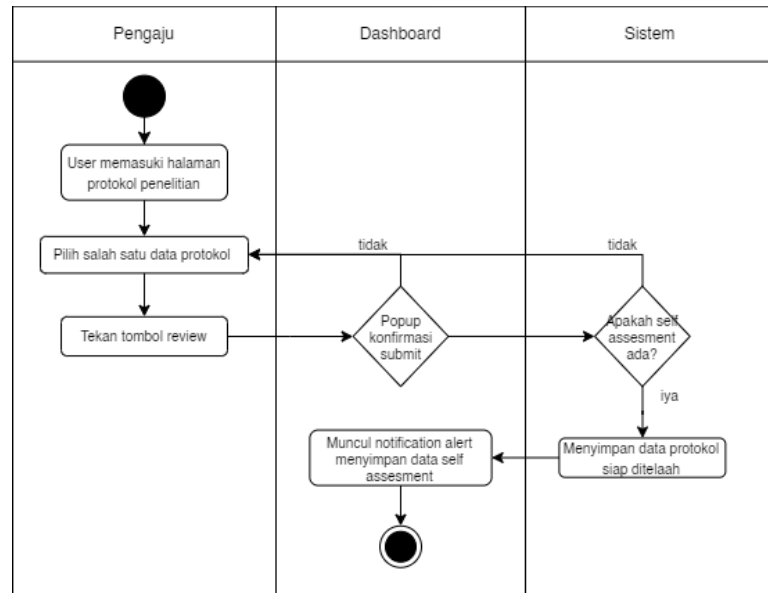 Pengaju
Dashboard
Sistem
User memasuki halaman
protokol penelitian
Pilih salah satu data protokol
tidak
tidak
Tekan tombol review
Popup
konfirmasi
submit
Apakah self
assesment
ada?
iya
Muncul notification alert
menyimpan data self
assesment
Menyimpan data protokol
siap ditelaah